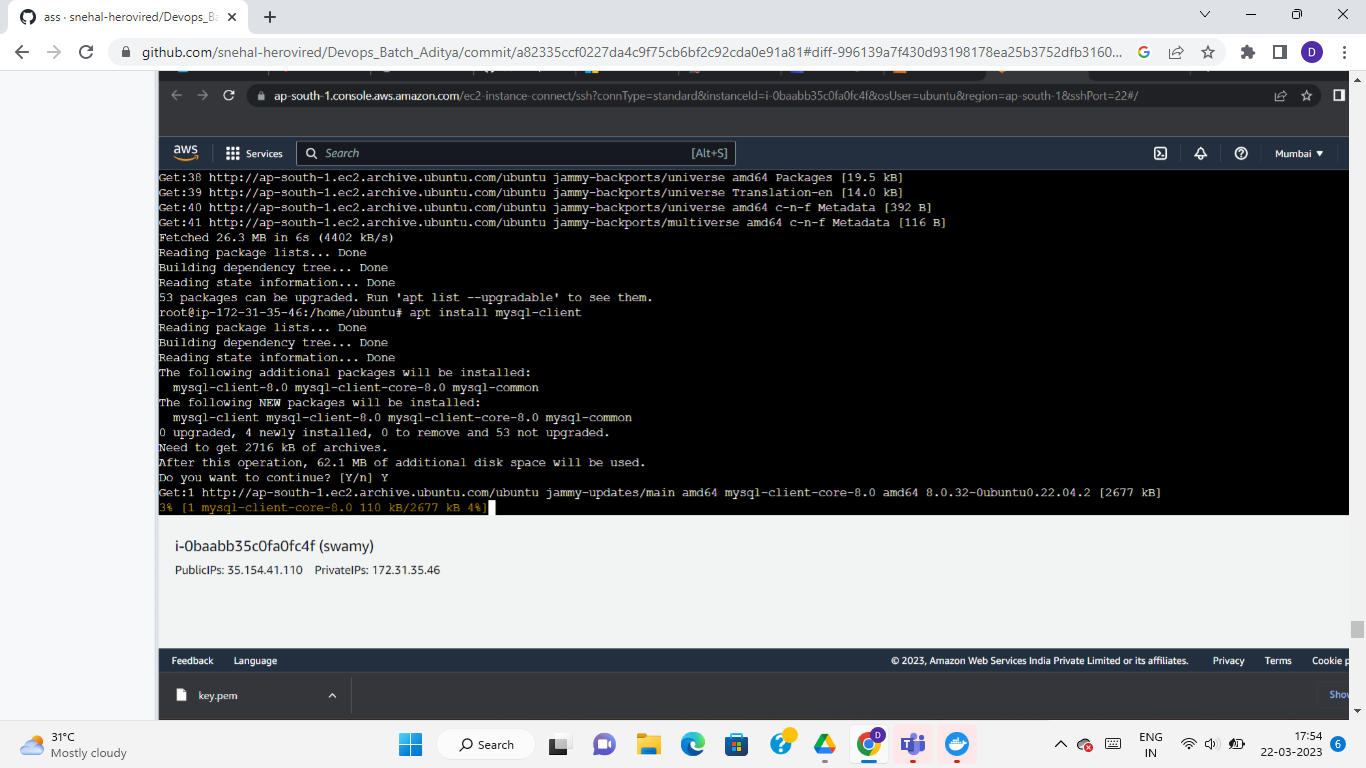 ass · snehal-herovired/Devops_Ba
github.com/snehal-herovired/Devops_Batch_Aditya/commit/a82335ccf0227da4c9f75cb6bf2c92cda0e91a81#diff-996139a7f430d93198178ea25b3752dfb3160...
D
ap-south-1.console.aws.amazon.com/ec2-instance-connect/ssh?connType=standard&instanceId=i-0baabb35c0fa0fc4f&osUser=ubuntu&region=ap-south-1&sshPort=22#/
aws Services Search [Alt+S] Mumbai
Get:38 http://ap-south-1.ec2.archive.ubuntu.com/ubuntu jammy-backports/universe amd64 Packages [19.5 kB]
Get:39 http://ap-south-1.ec2.archive.ubuntu.com/ubuntu jammy-backports/universe Translation-en [14.0 kB]
Get:40 http://ap-south-1.ec2.archive.ubuntu.com/ubuntu jammy-backports/universe amd64 c-n-f Metadata [392 B]
Get:41 http://ap-south-1.ec2.archive.ubuntu.com/ubuntu jammy-backports/multiverse amd64 c-n-f Metadata [116 B]
Fetched 26.3 MB in 6s (4402 kB/s)
Reading package lists... Done
Building dependency tree... Done
Reading state information... Done
53 packages can be upgraded. Run 'apt list --upgradable' to see them.
root@ip-172-31-35-46:/home/ubuntu# apt install mysql-client
Reading package lists... Done
Building dependency tree... Done
Reading state information... Done
The following additional packages will be installed:
mysql-client-8.0 mysql-client-core-8.0 mysql-common
The following NEW packages will be installed:
mysql-client mysql-client-8.0 mysql-client-core-8.0 mysql-common
0 upgraded, 4 newly installed, 0 to remove and 53 not upgraded.
Need to get 2716 kB of archives.
After this operation, 62.1 MB of additional disk space will be used.
Do you want to continue? [Y/n] Y
Get:1 http://ap-south-1.ec2.archive.ubuntu.com/ubuntu jammy-updates/main amd64 mysql-client-core-8.0 amd64 8.0.32-0ubuntu0.22.04.2 [2677 kB]
3% [1 mysql-client-core-8.0 110 kB/2677 kB 4%]
i-0baabb35c0fa0fc4f (swamy)
PublicIPs: 35.154.41.110 PrivateIPs: 172.31.35.46
Feedback Language © 2023, Amazon Web Services India Private Limited or its affiliates. Privacy Terms Cookie p
key.pem Show
31°C
Mostly cloudy
Search
D
ENG
IN
17:54
22-03-2023
6